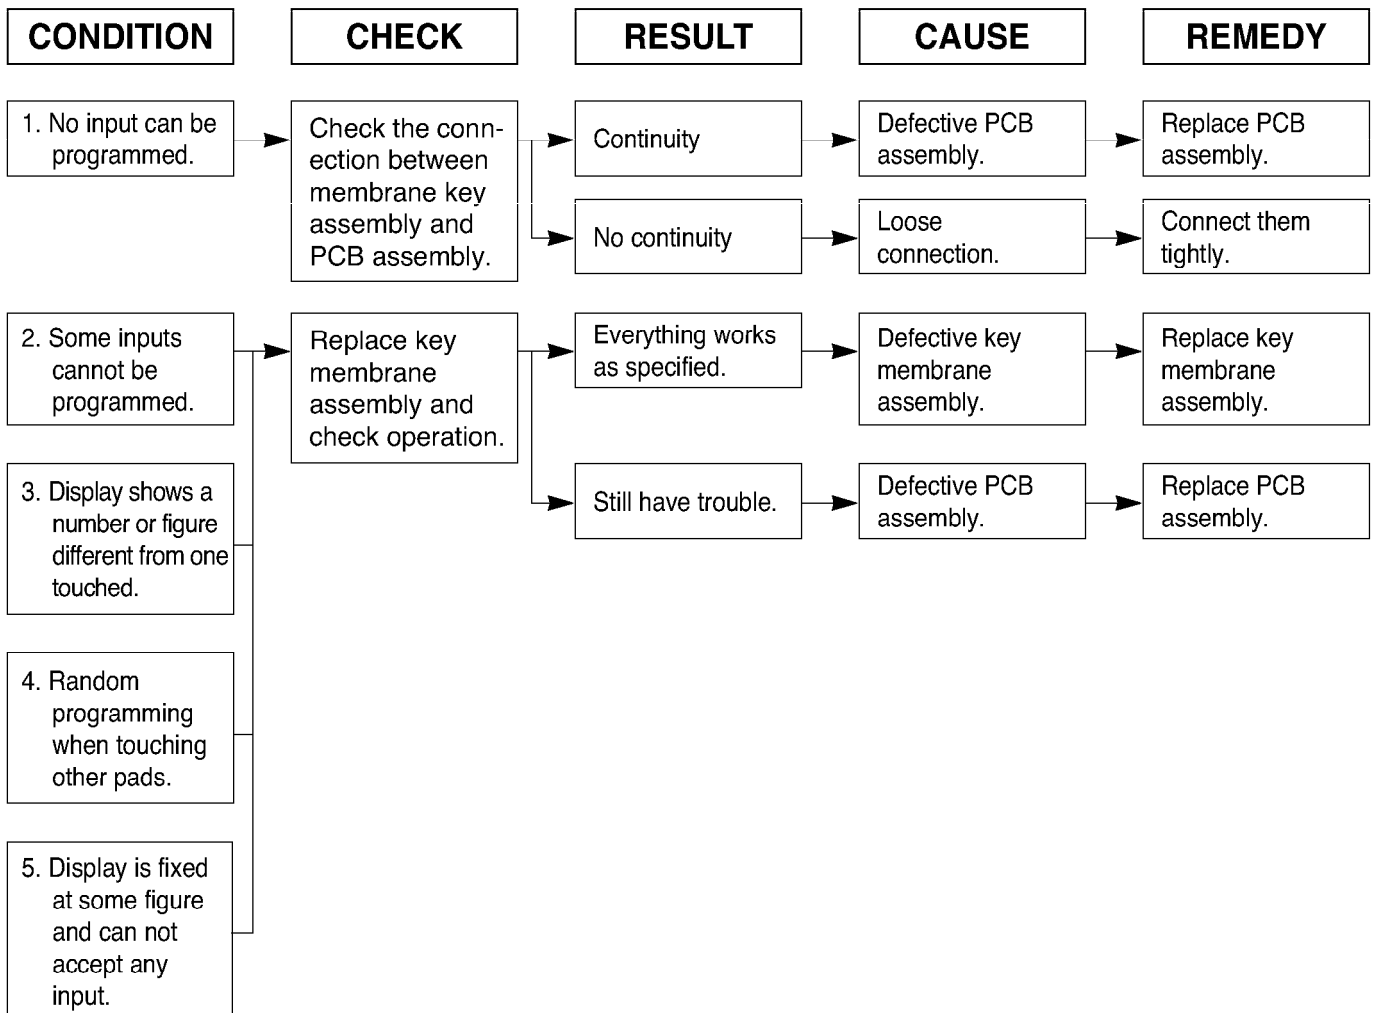 CONDITION
CHECK
RESULT
CAUSE
REMEDY
1. No input can be
programmed.
Check the conn-
ection between
membrane key
assembly and
PCB assembly.
Continuity
Defective PCB
assembly.
Replace PCB
assembly.
No continuity
Loose
connection.
Connect them
tightly.
2. Some inputs
cannot be
programmed.
Replace key
membrane
assembly and
check operation.
Everything works
as specified.
Defective key
membrane
assembly.
Replace key
membrane
assembly.
3. Display shows a
number or figure
different from one
touched.
Still have trouble.
Defective PCB
assembly.
Replace PCB
assembly.
4. Random
programming
when touching
other pads.
5. Display is fixed
at some figure
and can not
accept any
input.